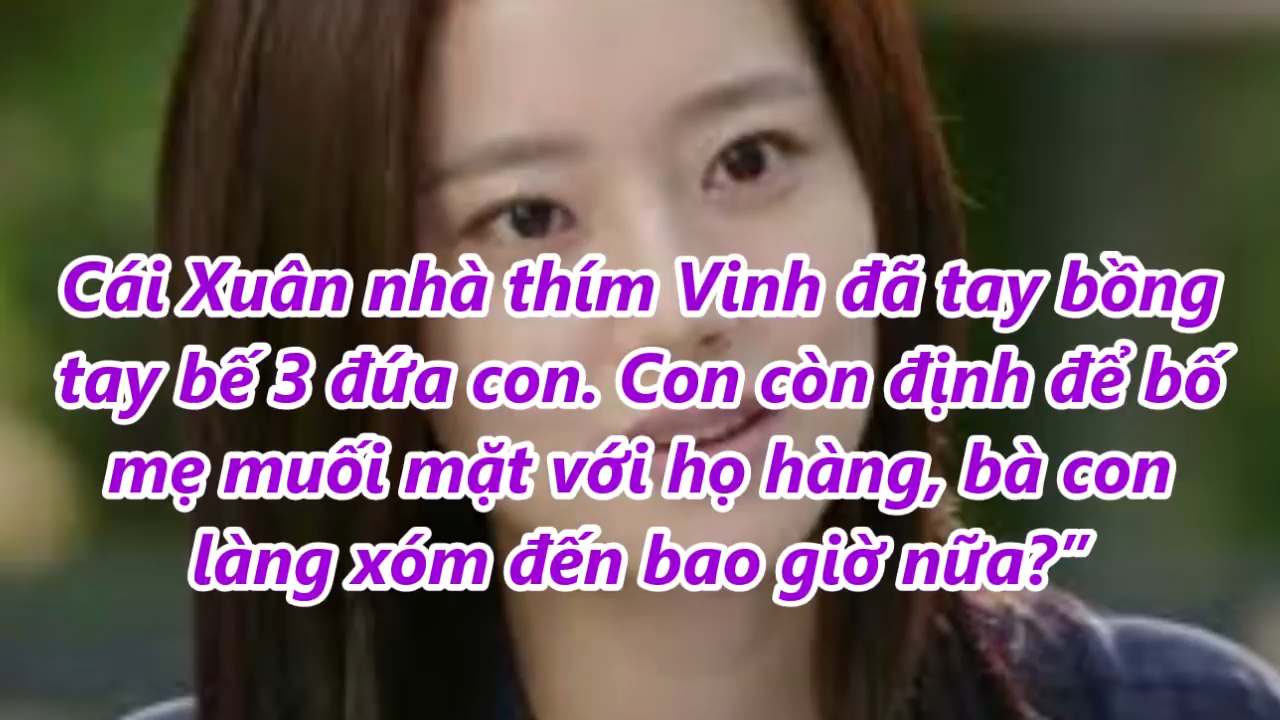 Cái Xuân nhà thím Vinh đã tay bồng
tay bế 3 đứa con. Con còn định để bố
mẹ muối mặt với họ hàng, bà con
làng xóm đến bao giờ nữa?”